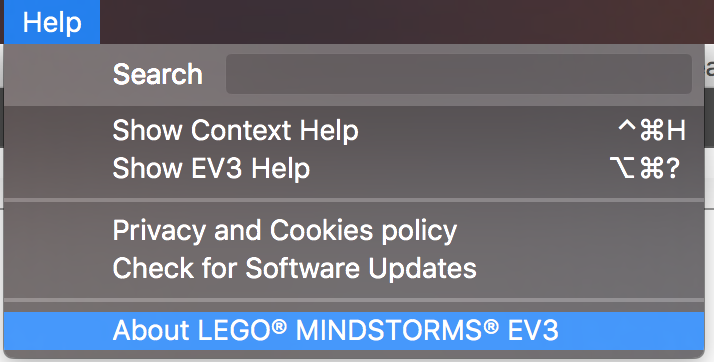 Help
Search
Show Context Help ^⌘H
Show EV3 Help ⌥⌘?
Privacy and Cookies policy
Check for Software Updates
About LEGO® MINDSTORMS® EV3